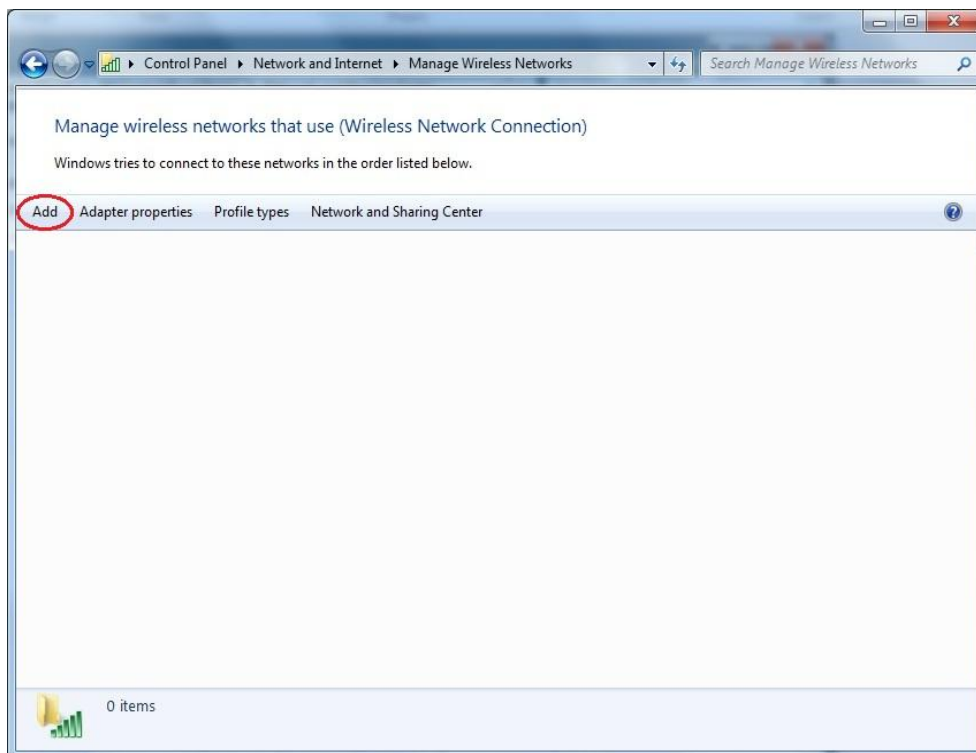 Control Panel ▸ Network and Internet ▸ Manage Wireless Networks
Search Manage Wireless Networks
Manage wireless networks that use (Wireless Network Connection)
Windows tries to connect to these networks in the order listed below.
Add Adapter properties Profile types Network and Sharing Center
0 items